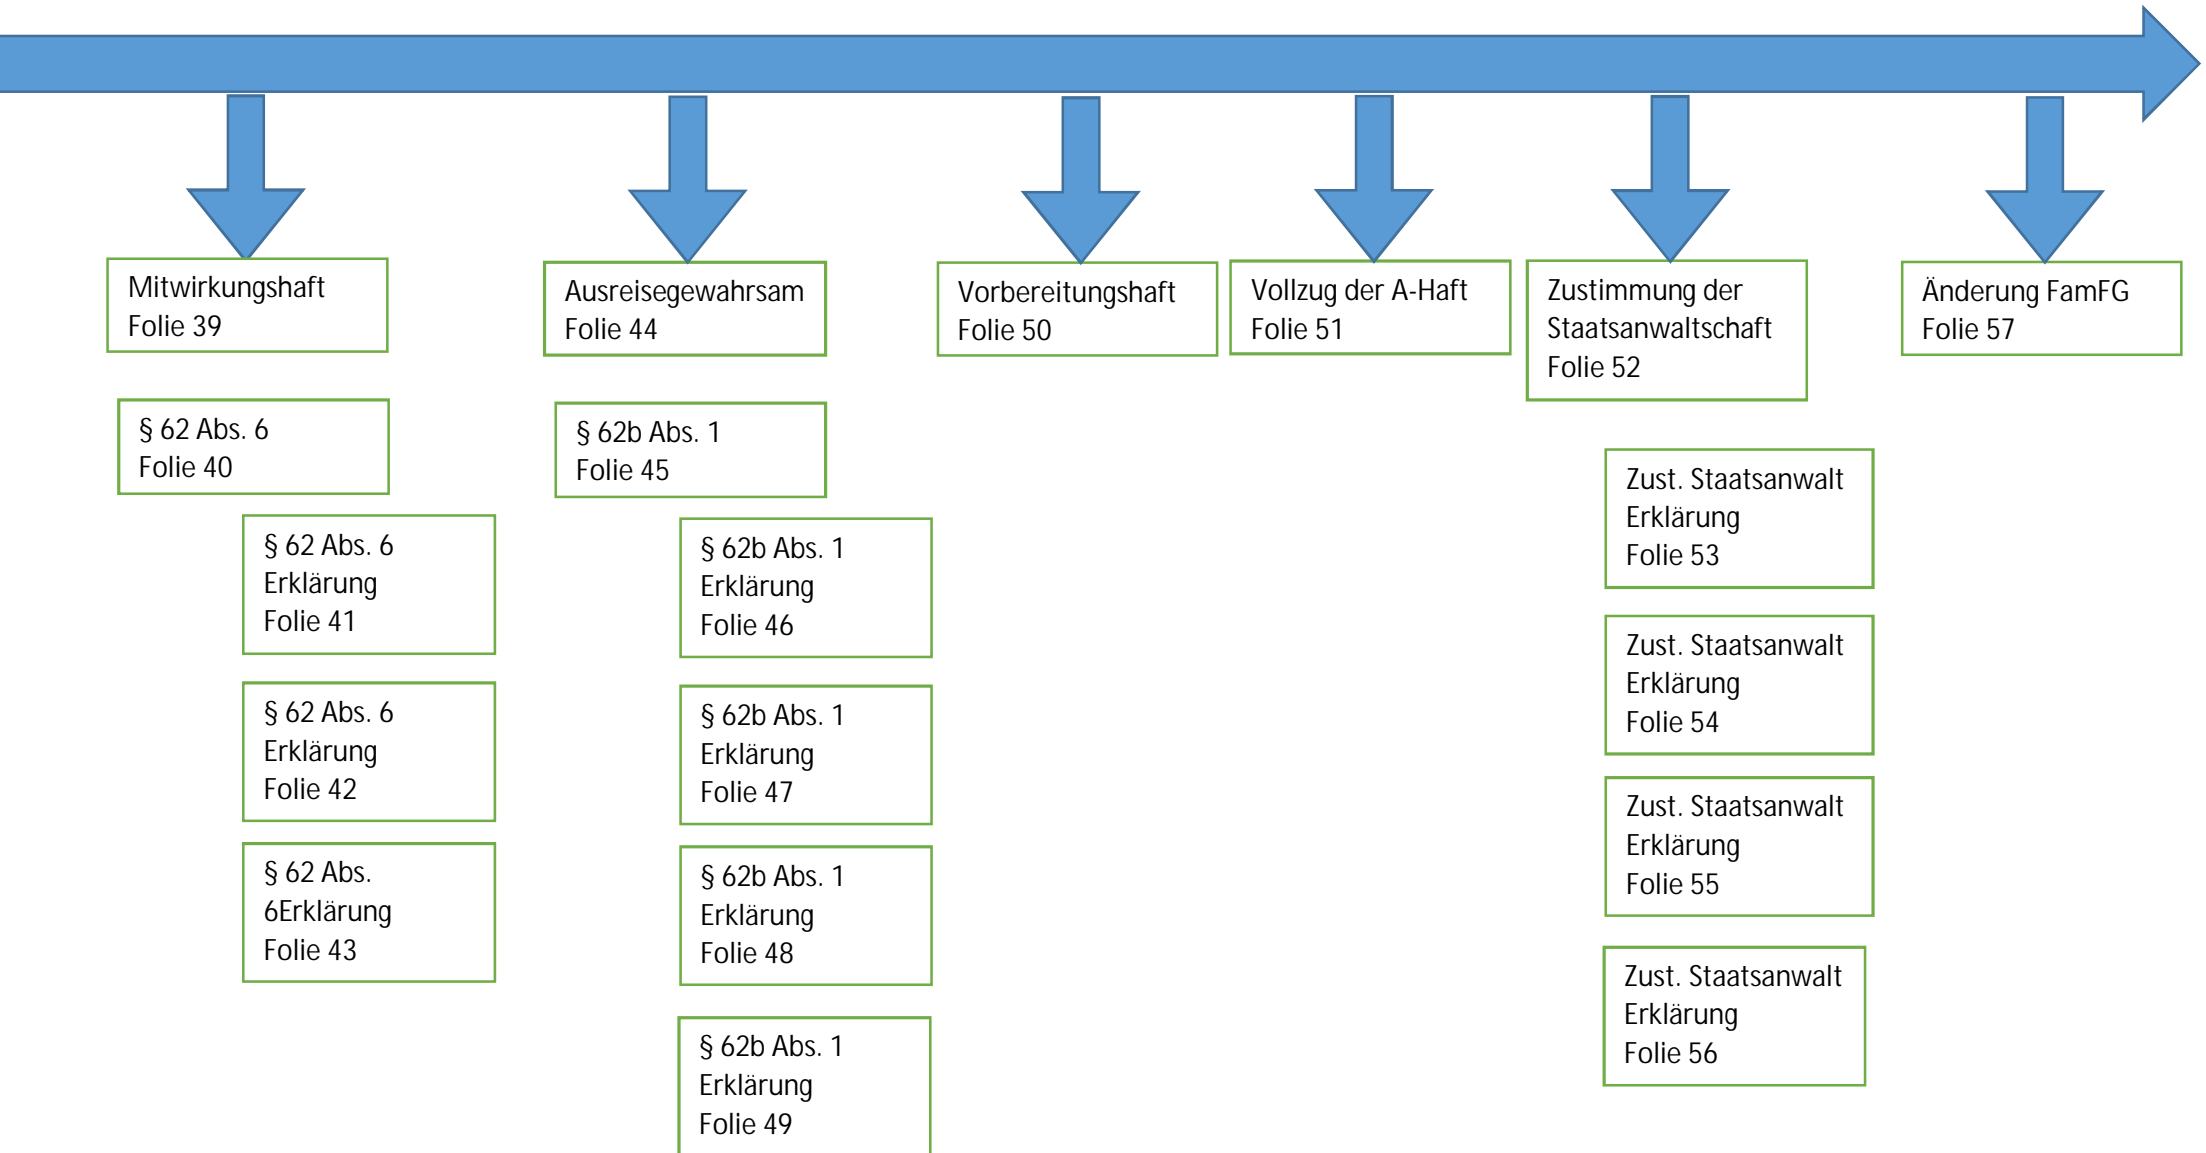 Mitwirkungshaft
Folie 39
§ 62 Abs. 6
Folie 40
§ 62 Abs. 6
Erklärung
Folie 41
§ 62 Abs. 6
Erklärung
Folie 42
§ 62 Abs.
6Erklärung
Folie 43
Ausreisegewahrsam
Folie 44
§ 62b Abs. 1
Folie 45
§ 62b Abs. 1
Erklärung
Folie 46
§ 62b Abs. 1
Erklärung
Folie 47
§ 62b Abs. 1
Erklärung
Folie 48
§ 62b Abs. 1
Erklärung
Folie 49
Vorbereitungshaft
Folie 50
Vollzug der A-Haft
Folie 51
Zustimmung der
Staatsanwaltschaft
Folie 52
Zust. Staatsanwalt
Erklärung
Folie 53
Zust. Staatsanwalt
Erklärung
Folie 54
Zust. Staatsanwalt
Erklärung
Folie 55
Zust. Staatsanwalt
Erklärung
Folie 56
Änderung FamFG
Folie 57